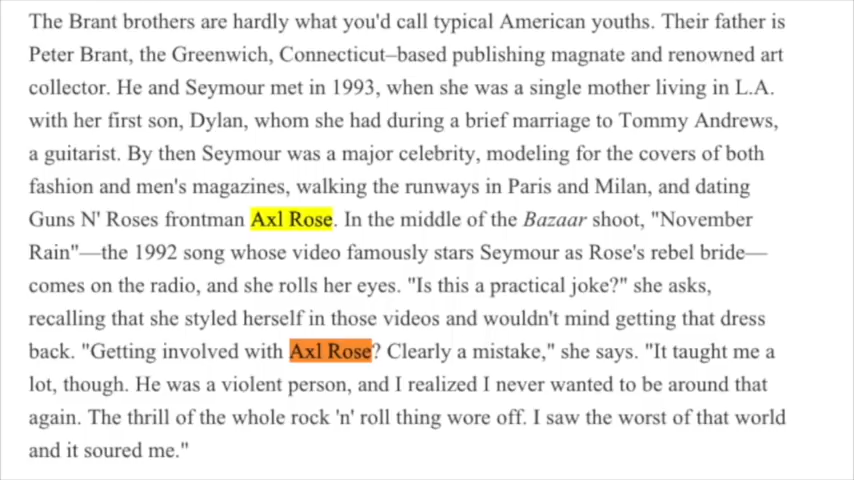 The Brant brothers are hardly what you'd call typical American youths. Their father is
Peter Brant, the Greenwich, Connecticut–based publishing magnate and renowned art
collector. He and Seymour met in 1993, when she was a single mother living in L.A.
with her first son, Dylan, whom she had during a brief marriage to Tommy Andrews,
a guitarist. By then Seymour was a major celebrity, modeling for the covers of both
fashion and men's magazines, walking the runways in Paris and Milan, and dating
Guns N' Roses frontman Axl Rose. In the middle of the Bazaar shoot, "November
Rain"—the 1992 song whose video famously stars Seymour as Rose's rebel bride—
comes on the radio, and she rolls her eyes. "Is this a practical joke?" she asks,
recalling that she styled herself in those videos and wouldn't mind getting that dress
back. "Getting involved with Axl Rose? Clearly a mistake," she says. "It taught me a
lot, though. He was a violent person, and I realized I never wanted to be around that
again. The thrill of the whole rock 'n' roll thing wore off. I saw the worst of that world
and it soured me."